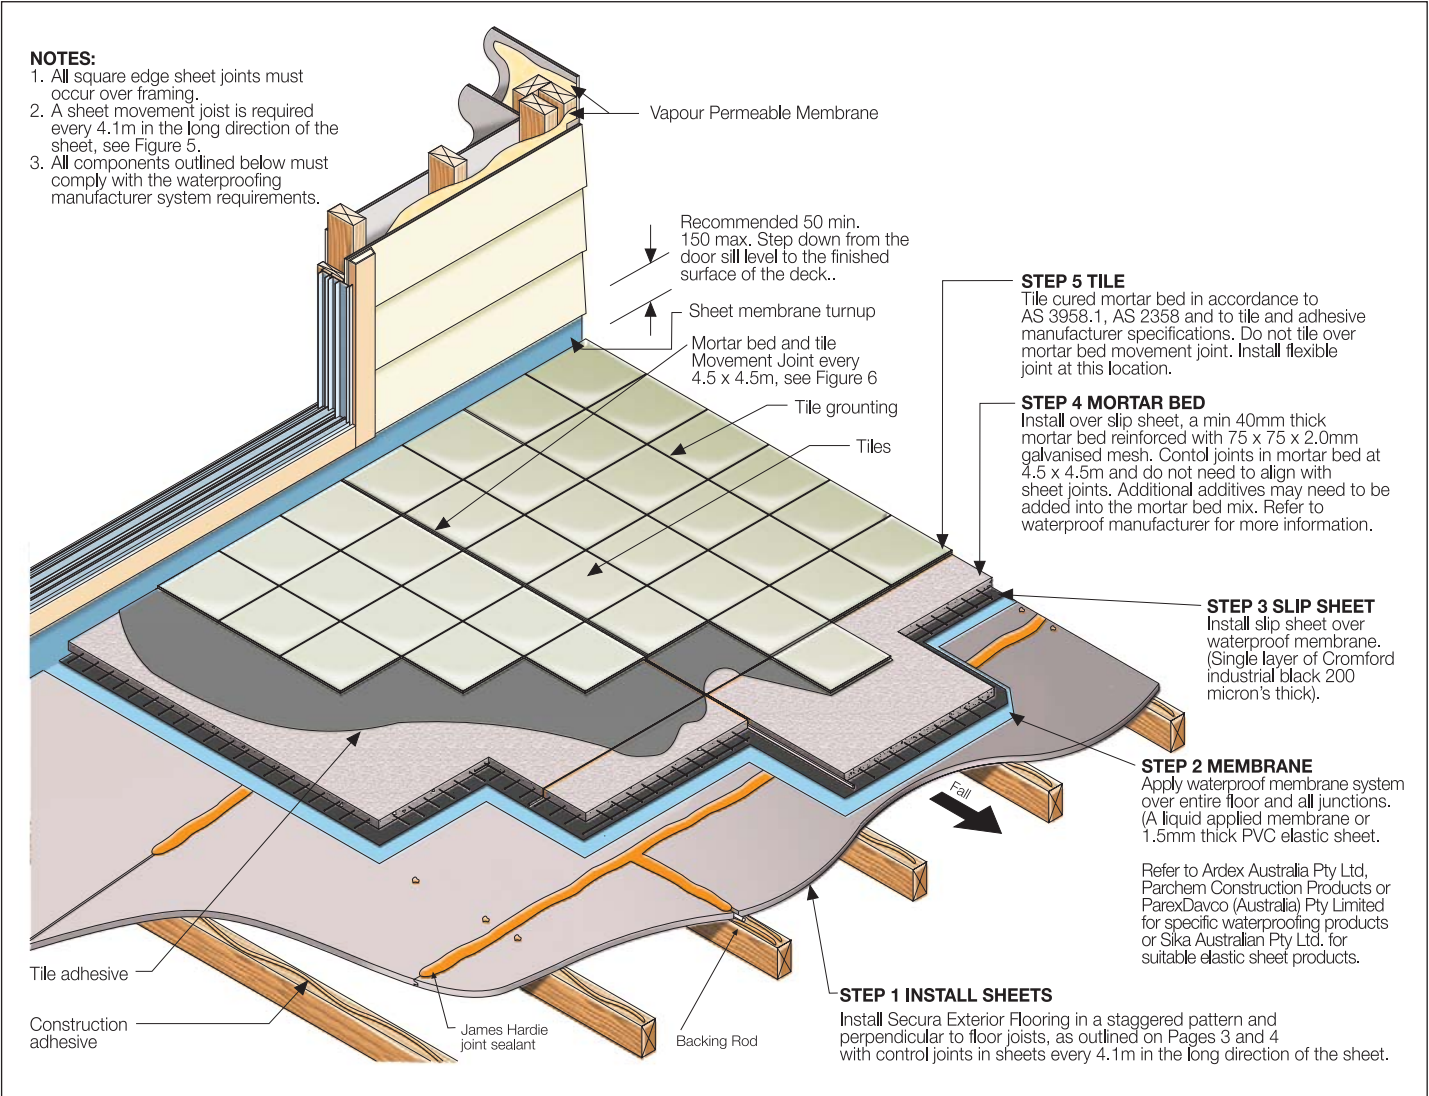 NOTES:
1. All square edge sheet joints must
occur over framing.
2. A sheet movement joist is required
every 4.1m in the long direction of the
sheet, see Figure 5.
3. All components outlined below must
comply with the waterproofing
manufacturer system requirements.
Vapour Permeable Membrane
Recommended 50 min.
150 max. Step down from the
door sill level to the finished
surface of the deck..
Sheet membrane turnup
Mortar bed and tile
Movement Joint every
4.5 x 4.5m, see Figure 6
Tile grounting
Tiles
STEP 5 TILE
Tile cured mortar bed in accordance to
AS 3958.1, AS 2358 and to tile and adhesive
manufacturer specifications. Do not tile over
mortar bed movement joint. Install flexible
joint at this location.
STEP 4 MORTAR BED
Install over slip sheet, a min 40mm thick
mortar bed reinforced with 75 x 75 x 2.0mm
galvanised mesh. Contol joints in mortar bed at
4.5 x 4.5m and do not need to align with
sheet joints. Additional additives may need to be
added into the mortar bed mix. Refer to
waterproof manufacturer for more information.
STEP 3 SLIP SHEET
Install slip sheet over
waterproof membrane.
(Single layer of Cromford
industrial black 200
micron's thick).
STEP 2 MEMBRANE
Apply waterproof membrane system
over entire floor and all junctions.
(A liquid applied membrane or
1.5mm thick PVC elastic sheet.
Refer to Ardex Australia Pty Ltd,
Parchem Construction Products or
ParexDavco (Australia) Pty Limited
for specific waterproofing products
or Sika Australian Pty Ltd. for
suitable elastic sheet products.
Fall
STEP 1 INSTALL SHEETS
Install Secura Exterior Flooring in a staggered pattern and
perpendicular to floor joists, as outlined on Pages 3 and 4
with control joints in sheets every 4.1m in the long direction of the sheet.
Tile adhesive
Construction
adhesive
James Hardie
joint sealant
Backing Rod